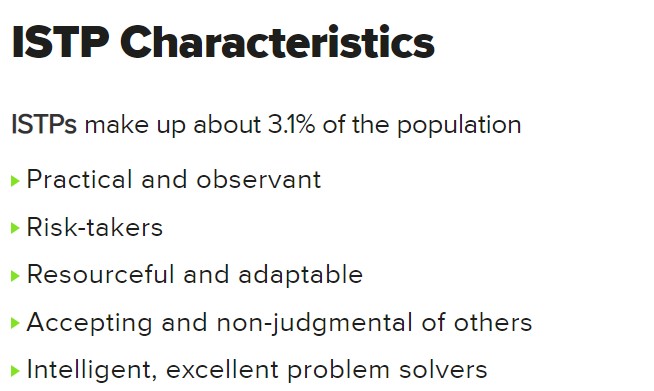 ISTP Characteristics
ISTPs make up about 3.1% of the population
Practical and observant
Risk-takers
Resourceful and adaptable
Accepting and non-judgmental of others
Intelligent, excellent problem solvers